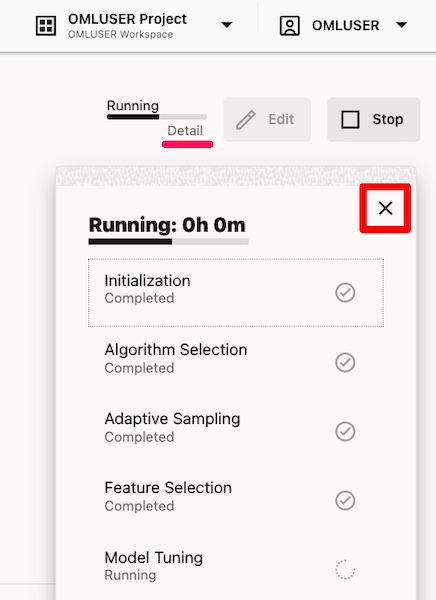 OMLUSER Project
OMLUSER Workspace
OMLUSER
Running
Detail
Edit
Stop
Running: 0h 0m
Initialization
Completed
Algorithm Selection
Completed
Adaptive Sampling
Completed
Feature Selection
Completed
Model Tuning
Running